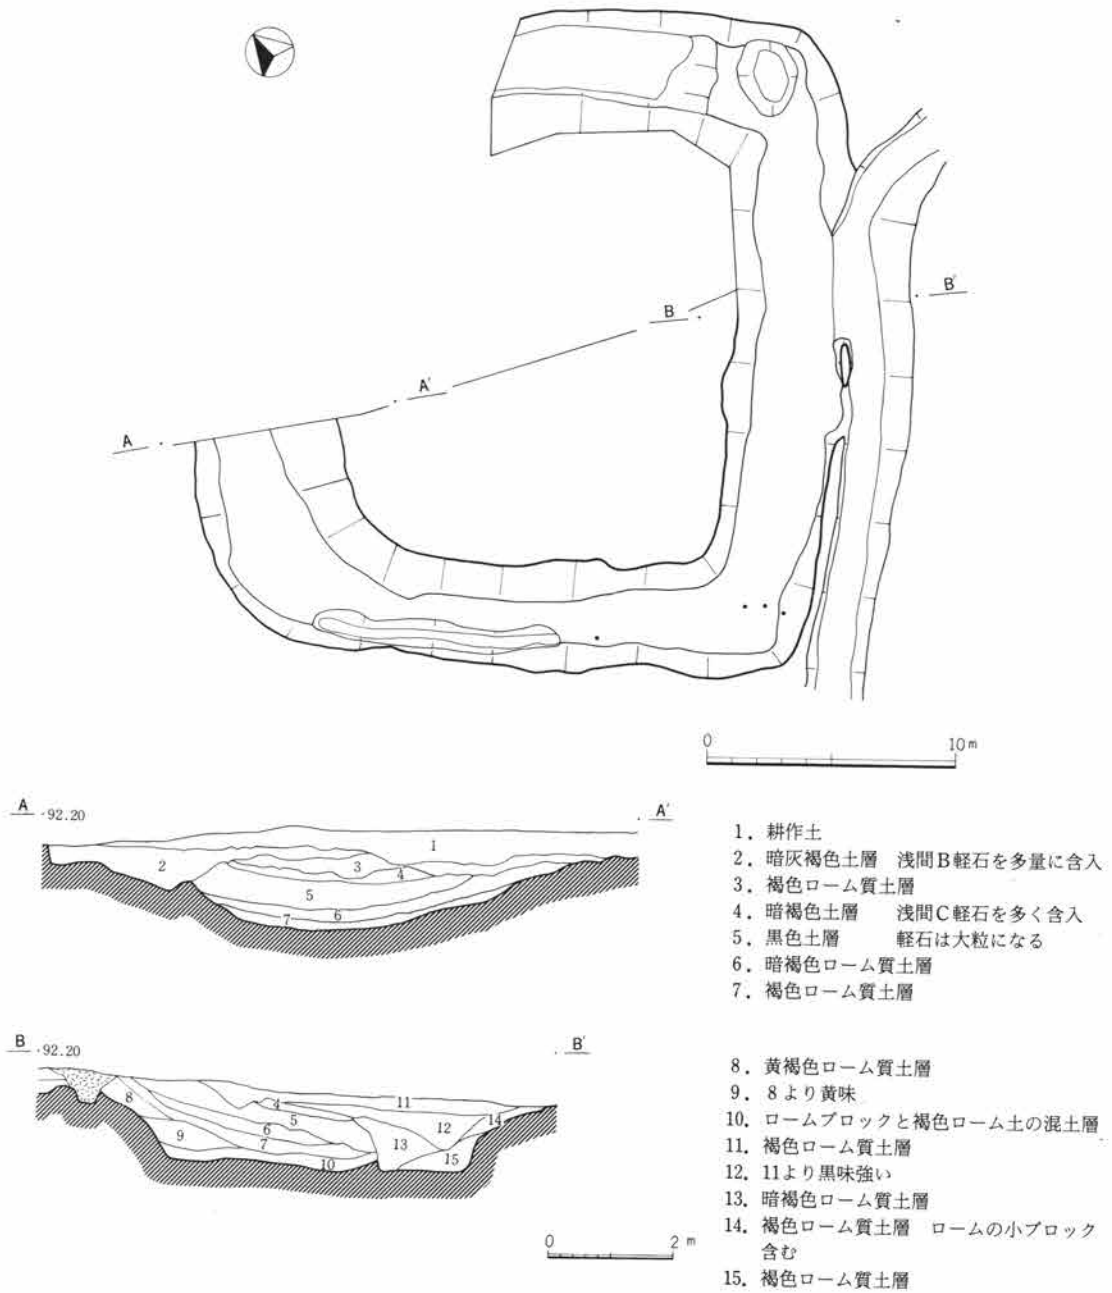 B'
B
A'
A
0 10m
A ・92.20 A'
1
2
3
4
5
6
7
1. 耕作土
2. 暗灰褐色土層 浅間B軽石を多量に含入
3. 褐色ローム質土層
4. 暗褐色土層 浅間C軽石を多く含入
5. 黒色土層 軽石は大粒になる
6. 暗褐色ローム質土層
7. 褐色ローム質土層
B ・92.20 B'
4
11
8
5
12
14
6
9
7
13
15
10
0 2m
8. 黄褐色ローム質土層
9. 8より黄味
10. ロームブロックと褐色ローム土の混土層
11. 褐色ローム質土層
12. 11より黒味強い
13. 暗褐色ローム質土層
14. 褐色ローム質土層 ロームの小ブロック
含む
15. 褐色ローム質土層